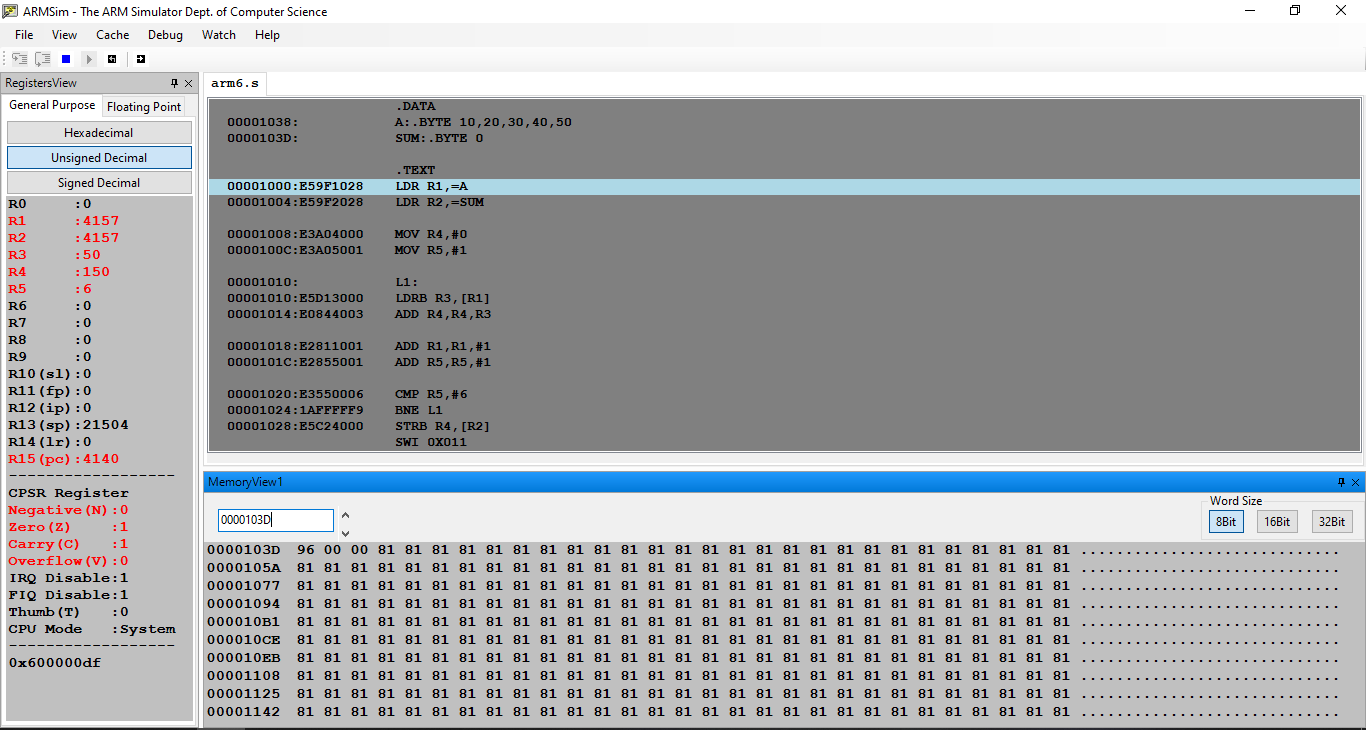 ARMSim - The ARM Simulator Dept. of Computer Science
File View Cache Debug Watch Help
RegistersView
General Purpose Floating Point
Hexadecimal
Unsigned Decimal
Signed Decimal
R0 :0
R1 :4157
R2 :4157
R3 :50
R4 :150
R5 :6
R6 :0
R7 :0
R8 :0
R9 :0
R10(sl):0
R11(fp):0
R12(ip):0
R13(sp):21504
R14(lr):0
R15(pc):4140
------------------
CPSR Register
Negative(N):0
Zero(Z) :1
Carry(C) :1
Overflow(V):0
IRQ Disable:1
FIQ Disable:1
Thumb(T) :0
CPU Mode :System
------------------
0x600000df
arm6.s
.DATA
00001038: A:.BYTE 10,20,30,40,50
0000103D: SUM:.BYTE 0
.TEXT
00001000:E59F1028 LDR R1,=A
00001004:E59F2028 LDR R2,=SUM
00001008:E3A04000 MOV R4,#0
0000100C:E3A05001 MOV R5,#1
00001010: L1:
00001010:E5D13000 LDRB R3,[R1]
00001014:E0844003 ADD R4,R4,R3
00001018:E2811001 ADD R1,R1,#1
0000101C:E2855001 ADD R5,R5,#1
00001020:E3550006 CMP R5,#6
00001024:1AFFFFF9 BNE L1
00001028:E5C24000 STRB R4,[R2]
SWI 0X011
MemoryView1
0000103D
Word Size
8Bit 16Bit 32Bit
0000103D 96 00 00 81 81 81 81 81 81 81 81 81 81 81 81 81 81 81 81 81 81 81 81 81 81 81 81 81 81 .............................
0000105A 81 81 81 81 81 81 81 81 81 81 81 81 81 81 81 81 81 81 81 81 81 81 81 81 81 81 81 81 81 .............................
00001077 81 81 81 81 81 81 81 81 81 81 81 81 81 81 81 81 81 81 81 81 81 81 81 81 81 81 81 81 81 .............................
00001094 81 81 81 81 81 81 81 81 81 81 81 81 81 81 81 81 81 81 81 81 81 81 81 81 81 81 81 81 81 .............................
000010B1 81 81 81 81 81 81 81 81 81 81 81 81 81 81 81 81 81 81 81 81 81 81 81 81 81 81 81 81 81 .............................
000010CE 81 81 81 81 81 81 81 81 81 81 81 81 81 81 81 81 81 81 81 81 81 81 81 81 81 81 81 81 81 .............................
000010EB 81 81 81 81 81 81 81 81 81 81 81 81 81 81 81 81 81 81 81 81 81 81 81 81 81 81 81 81 81 .............................
00001108 81 81 81 81 81 81 81 81 81 81 81 81 81 81 81 81 81 81 81 81 81 81 81 81 81 81 81 81 81 .............................
00001125 81 81 81 81 81 81 81 81 81 81 81 81 81 81 81 81 81 81 81 81 81 81 81 81 81 81 81 81 81 .............................
00001142 81 81 81 81 81 81 81 81 81 81 81 81 81 81 81 81 81 81 81 81 81 81 81 81 81 81 81 81 81 .............................